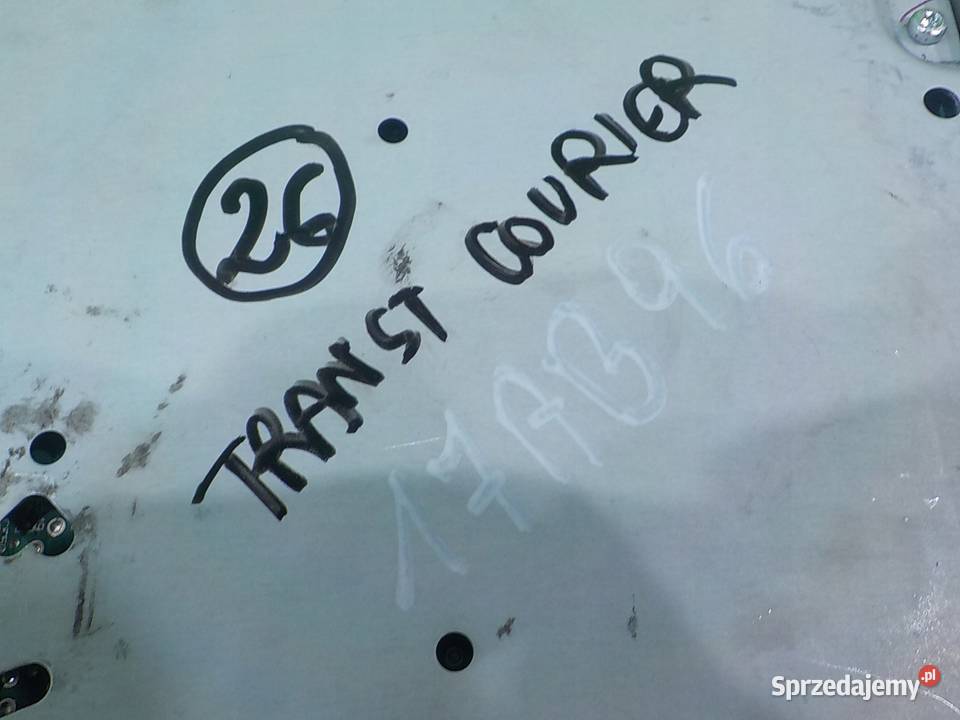 26
TRANST COURIER
17AB96
Sprzedajemy.pl